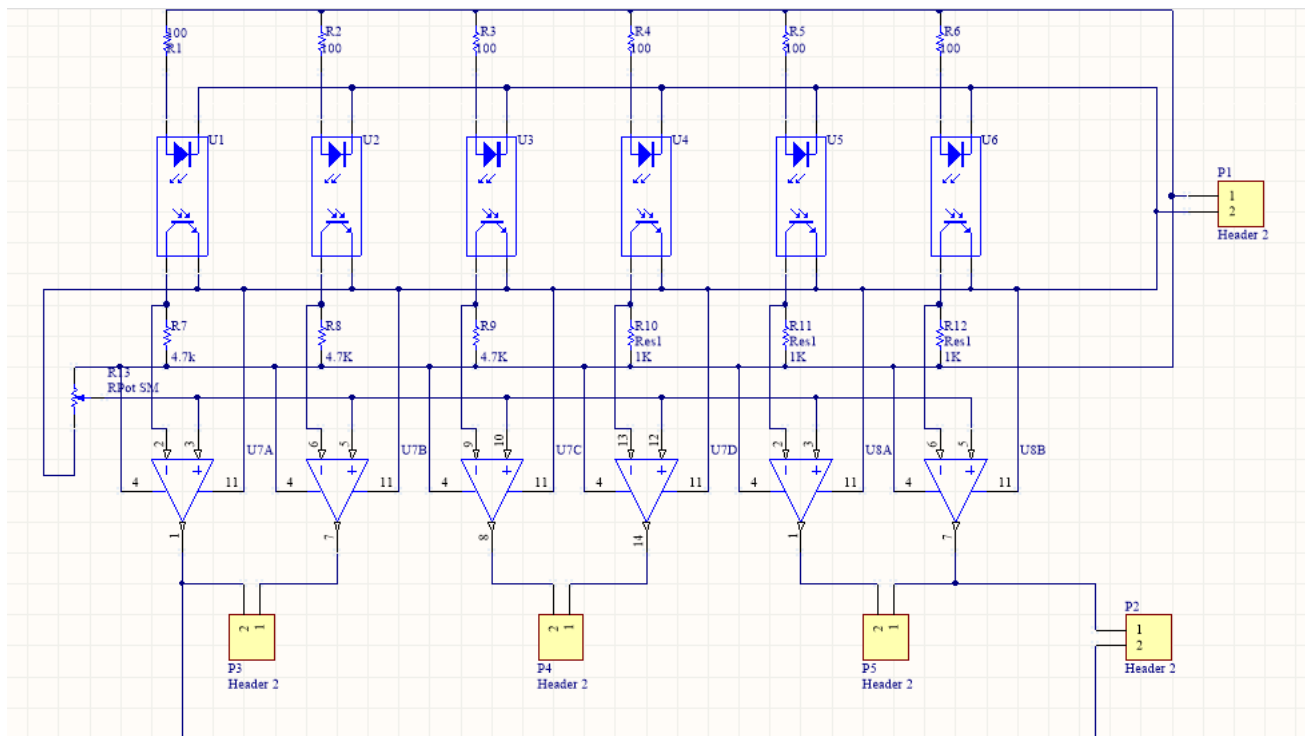 100
R1
R2
100
R3
100
R4
100
R5
100
R6
100
U1
U2
U3
U4
U5
U6
P1
1
2
Header 2
R7
4.7k
R8
4.7K
R9
4.7K
R10
Res1
1K
R11
Res1
1K
R12
Res1
1K
R13
RPot SM
2
3
U7A
4
11
1
6
5
U7B
4
11
7
9
10
U7C
4
11
8
13
12
U7D
4
11
14
2
3
U8A
4
11
1
6
5
U8B
4
11
7
2
1
P3
Header 2
2
1
P4
Header 2
2
1
P5
Header 2
P2
1
2
Header 2